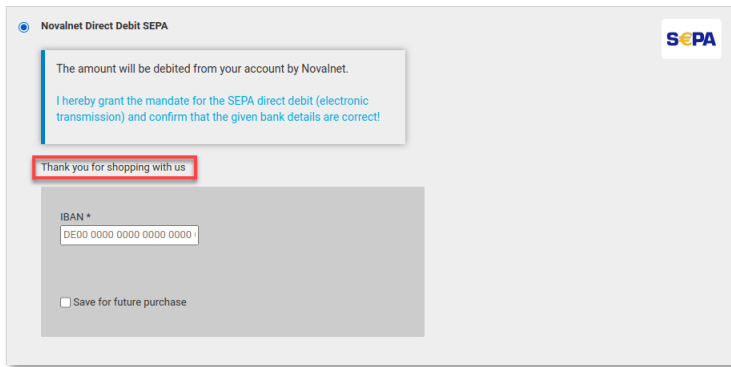 Novalnet Direct Debit SEPA
S€PA
The amount will be debited from your account by Novalnet.
I hereby grant the mandate for the SEPA direct debit (electronic
transmission) and confirm that the given bank details are correct!
Thank you for shopping with us
IBAN *
DE00 0000 0000 0000 0000
Save for future purchase